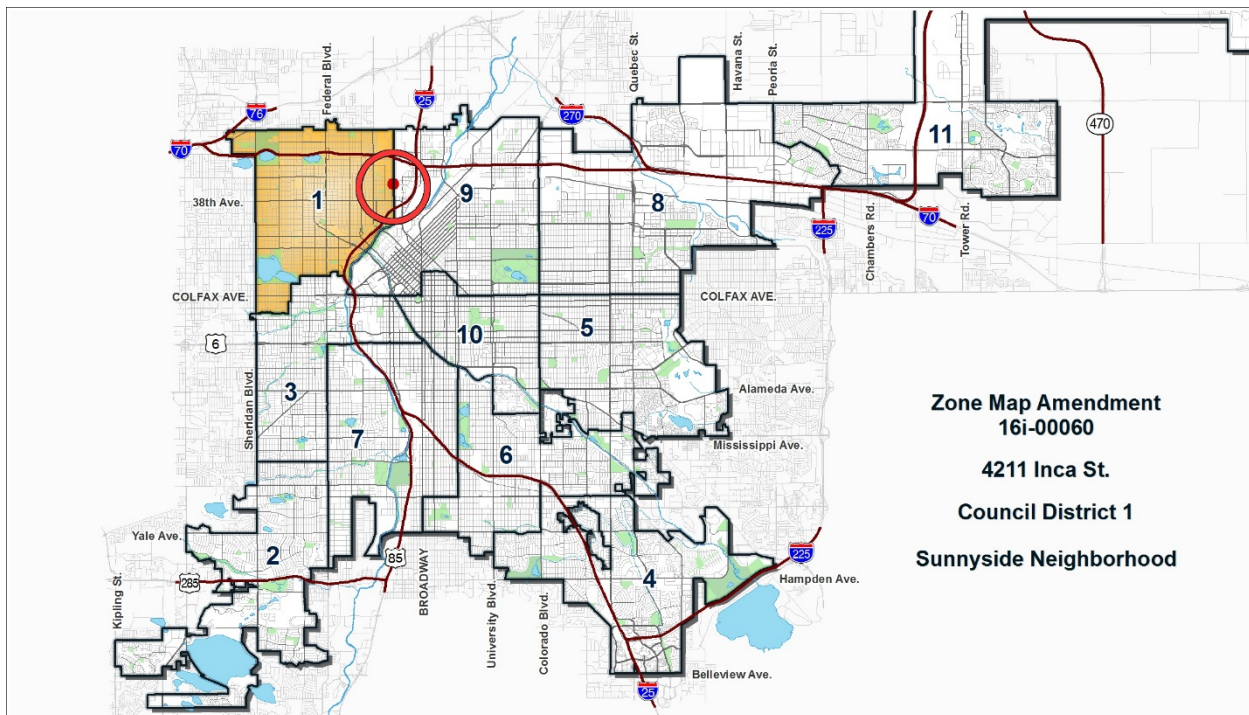 Federal Blvd.
Quebec St.
Havana St.
Peoria St.
25
76
270
70
11
470
38th Ave.
1
9
8
225
Chambers Rd.
70
Tower Rd.
COLFAX AVE.
COLFAX AVE.
6
10
5
Sheridan Blvd.
3
Alameda Ave.
7
6
Mississippi Ave.
Zone Map Amendment
16i-00060
4211 Inca St.
Council District 1
Sunnyside Neighborhood
Yale Ave.
2
85
BROADWAY
285
Kipling St.
University Blvd.
Colorado Blvd.
4
225
Hampden Ave.
Belleview Ave.
25